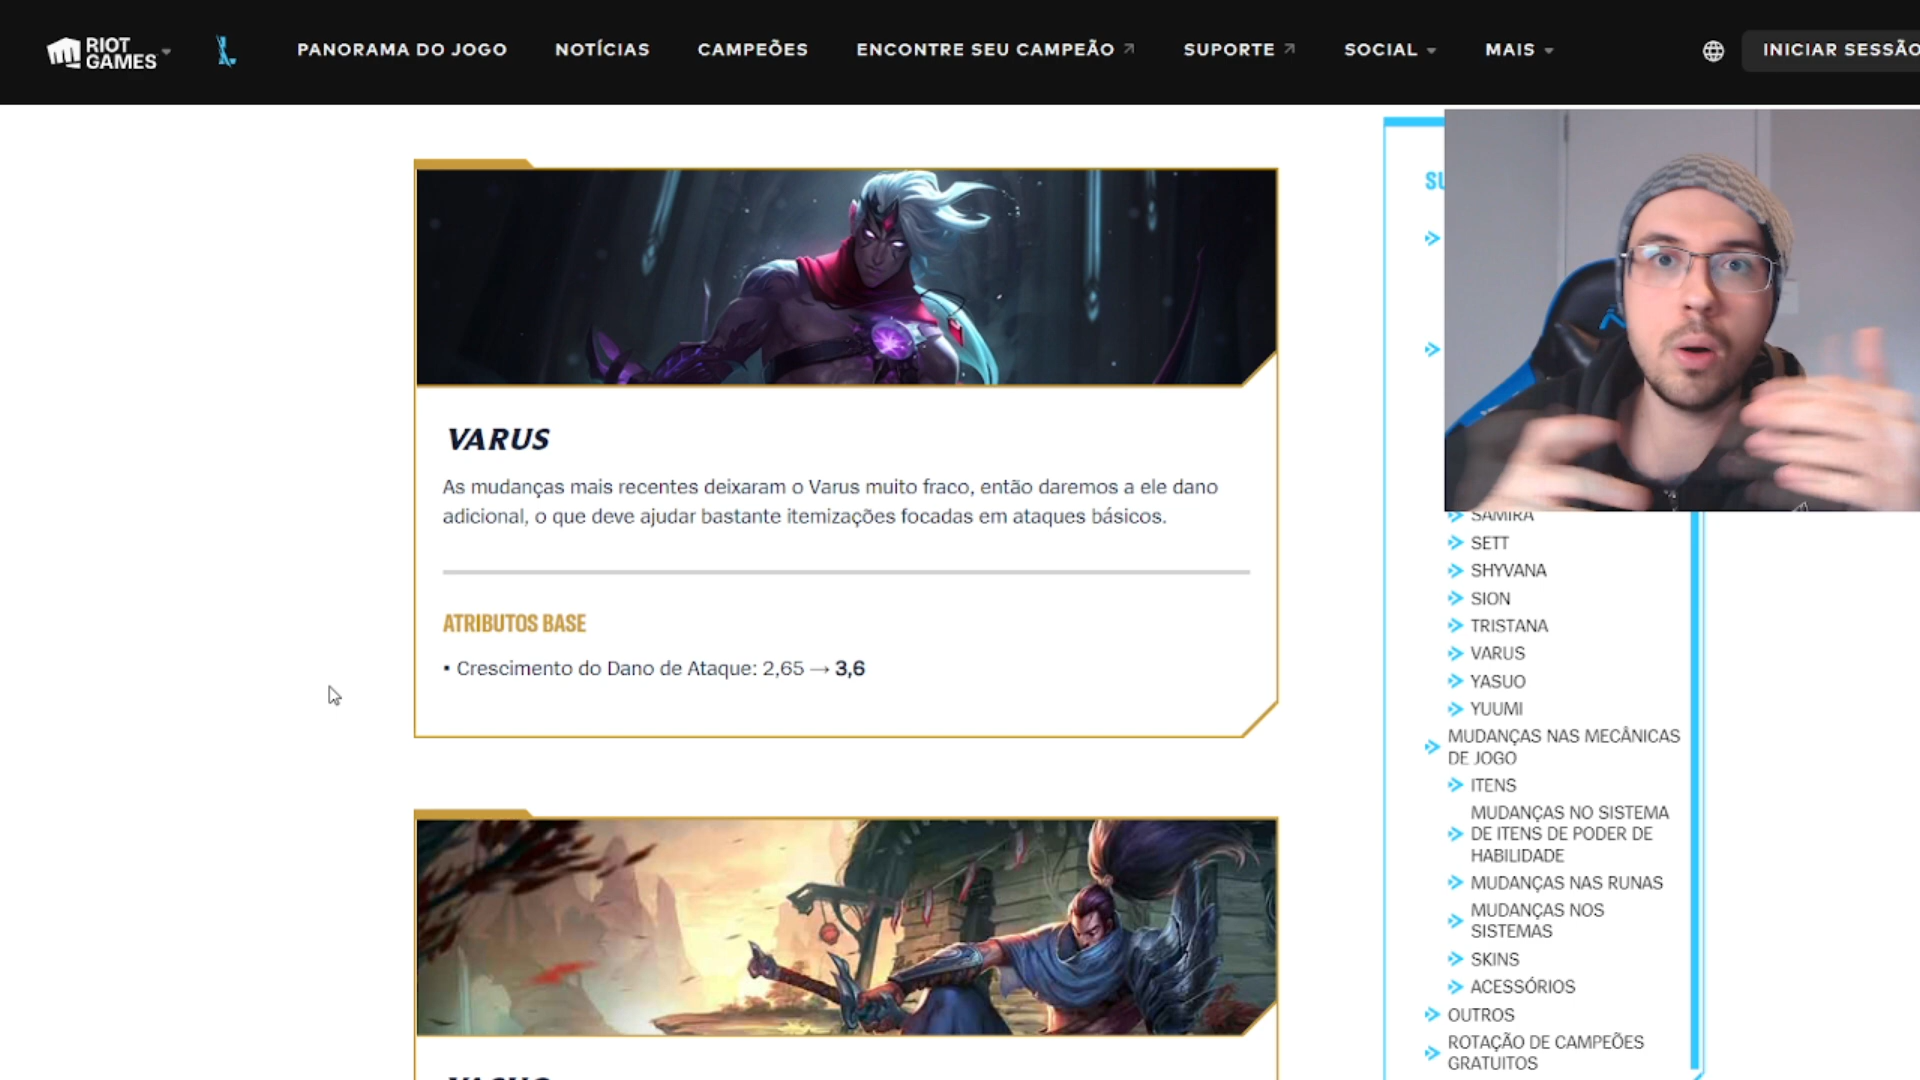 RIOT GAMES
PANORAMA DO JOGO
NOTÍCIAS
CAMPEÕES
ENCONTRE SEU CAMPEÃO
SUPORTE
SOCIAL
MAIS
INICIAR SESSÃO
VARUS
As mudanças mais recentes deixaram o Varus muito fraco, então daremos a ele dano
adicional, o que deve ajudar bastante itemizações focadas em ataques básicos.
ATRIBUTOS BASE
• Crescimento do Dano de Ataque: 2,65 → 3,6
SAMIRA
SETT
SHYVANA
SION
TRISTANA
VARUS
YASUO
YUUMI
MUDANÇAS NAS MECÂNICAS
DE JOGO
ITENS
MUDANÇAS NO SISTEMA
DE ITENS DE PODER DE
HABILIDADE
MUDANÇAS NAS RUNAS
MUDANÇAS NOS
SISTEMAS
SKINS
ACESSÓRIOS
OUTROS
ROTAÇÃO DE CAMPEÕES
GRATUITOS